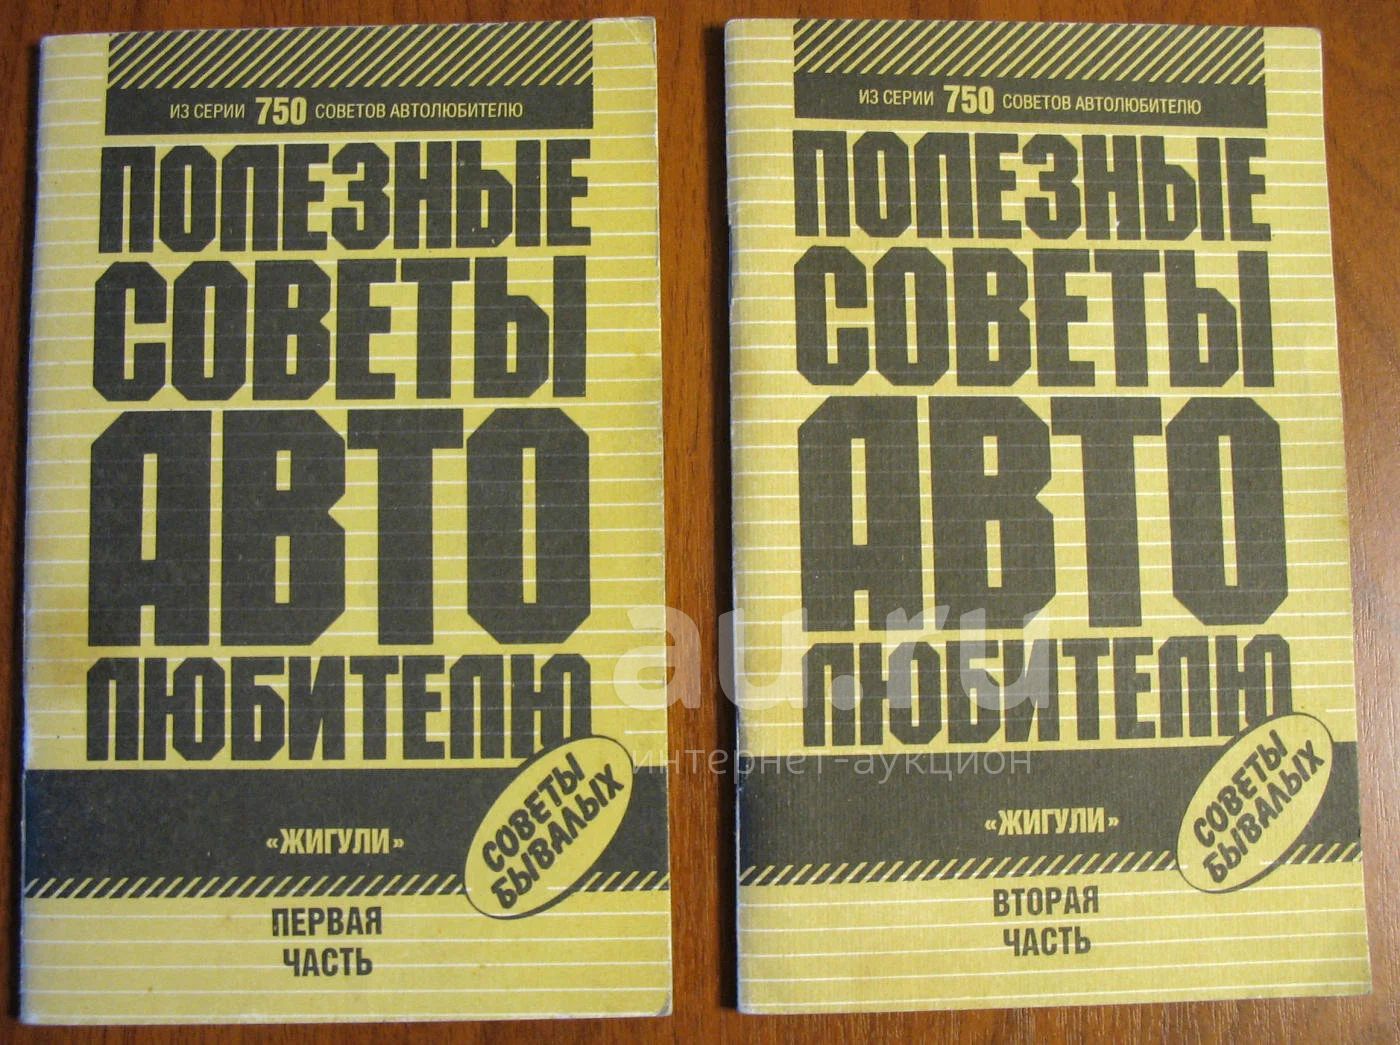 ИЗ СЕРИИ 750 СОВЕТОВ АВТОЛЮБИТЕЛЮ
ПОЛЕЗНЫЕ
СОВЕТЫ
АВТО
ЛЮБИТЕЛЮ
«ЖИГУЛИ»
СОВЕТЫ
БЫВАЛЫХ
ПЕРВАЯ
ЧАСТЬ
ИЗ СЕРИИ 750 СОВЕТОВ АВТОЛЮБИТЕЛЮ
ПОЛЕЗНЫЕ
СОВЕТЫ
АВТО
ЛЮБИТЕЛЮ
«ЖИГУЛИ»
СОВЕТЫ
БЫВАЛЫХ
ВТОРАЯ
ЧАСТЬ
au.ru
интернет-аукцион